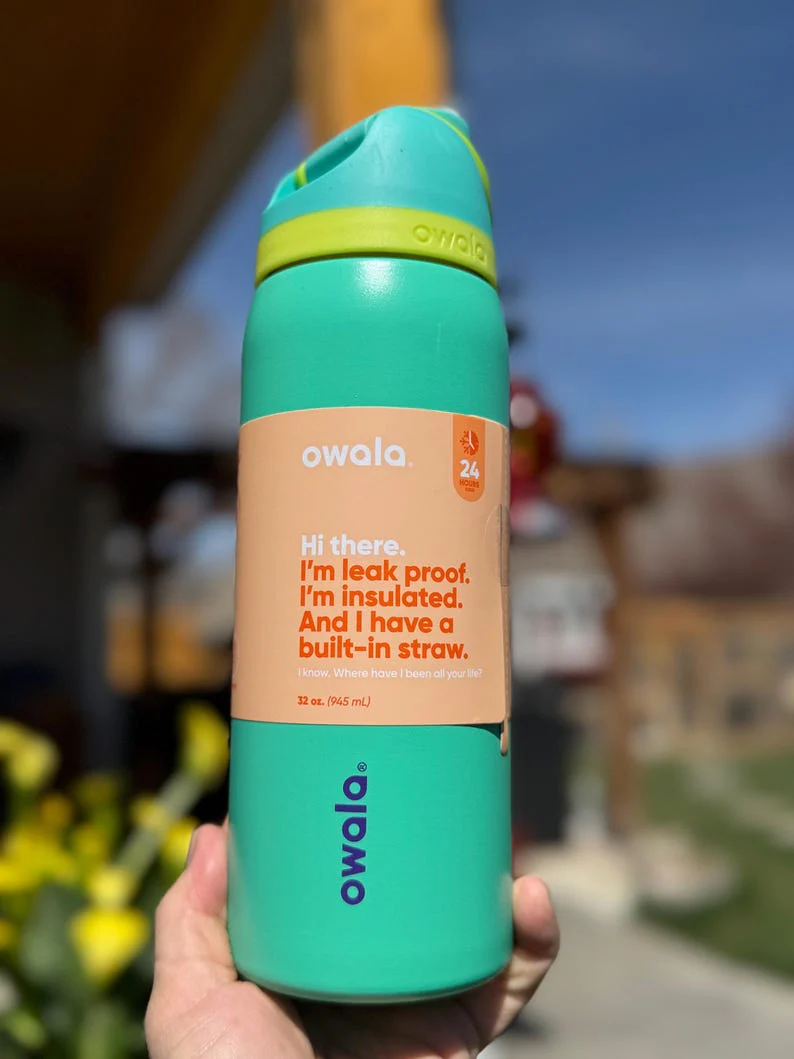 owala
owala®
24
HOURS
COLD
Hi there.
I'm leak proof.
I'm insulated.
And I have a
built-in straw.
I know. Where have I been all your life?
32 oz. (945 mL)
owala®